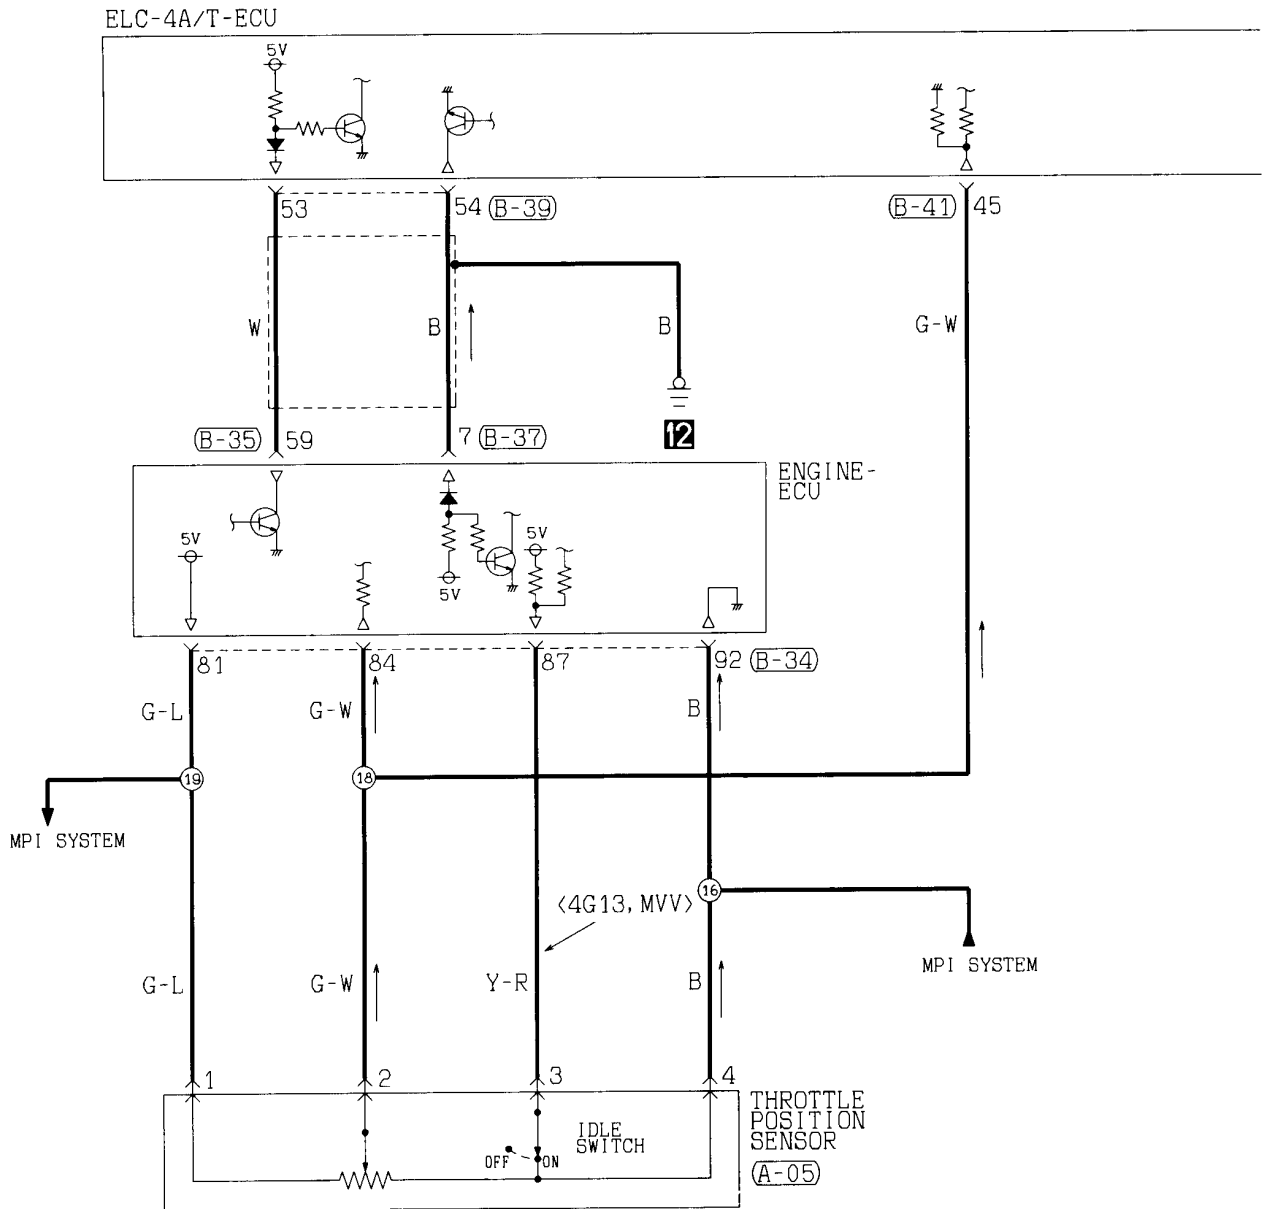 ELC-4A/T-ECU
5V
53
54 (B-39)
(B-41) 45
W
B
B
G-W
12
(B-35) 59
7 (B-37)
ENGINE-
ECU
5V
5V
5V
81
84
87
92 (B-34)
G-L
G-W
B
19
18
MPI SYSTEM
16
<4G13, MVV>
MPI SYSTEM
G-L
G-W
Y-R
B
1
2
3
4
THROTTLE
POSITION
SENSOR
(A-05)
IDLE
SWITCH
OFF
ON